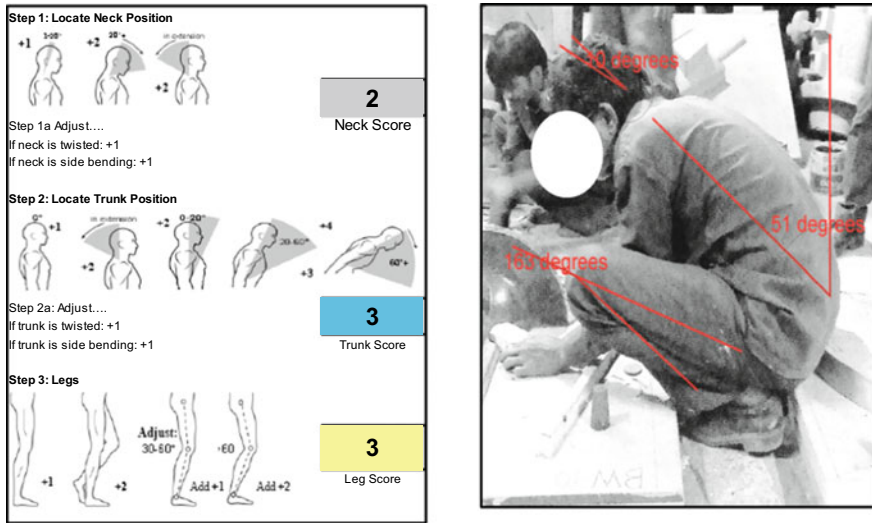 Step 1: Locate Neck Position
+1
+2
20°+
in extension
+2
2
Neck Score
Step 1a Adjust....
If neck is twisted: +1
If neck is side bending: +1
Step 2: Locate Trunk Position
0°
+1
in extension
+2
+2
0-20°
+3
+4
60°+
Step 2a: Adjust...
If trunk is twisted: +1
If trunk is side bending: +1
3
Trunk Score
Step 3: Legs
+1
+2
Adjust:
Add +1
Add +2
3
Leg Score
degrees
51 degrees
163 degrees